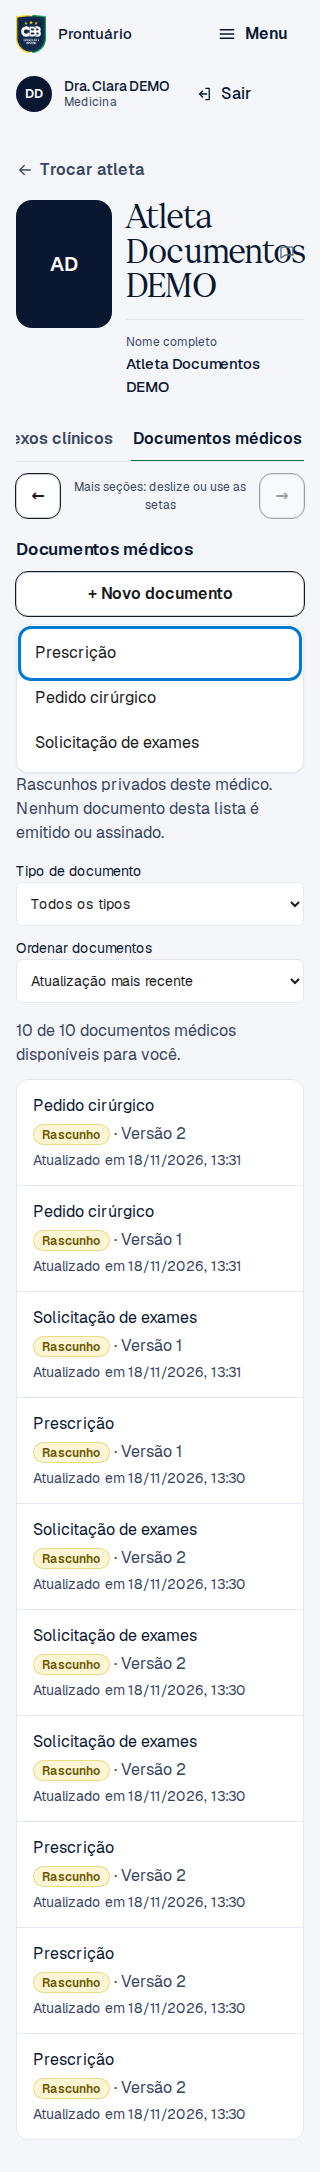 CBB
Prontuário
Menu
DD
Dra. Clara DEMO
Medicina
Sair
← Trocar atleta
AD
Atleta
Documentos
DEMO
Nome completo
Atleta Documentos
DEMO
exos clínicos
Documentos médicos
←
Mais seções: deslize ou use as
setas
→
Documentos médicos
+ Novo documento
Prescrição
Pedido cirúrgico
Solicitação de exames
Rascunhos privados deste médico.
Nenhum documento desta lista é
emitido ou assinado.
Tipo de documento
Todos os tipos
Ordenar documentos
Atualização mais recente
10 de 10 documentos médicos
disponíveis para você.
Pedido cirúrgico
Rascunho · Versão 2
Atualizado em 18/11/2026, 13:31
Pedido cirúrgico
Rascunho · Versão 1
Atualizado em 18/11/2026, 13:31
Solicitação de exames
Rascunho · Versão 1
Atualizado em 18/11/2026, 13:31
Prescrição
Rascunho · Versão 1
Atualizado em 18/11/2026, 13:30
Solicitação de exames
Rascunho · Versão 2
Atualizado em 18/11/2026, 13:30
Solicitação de exames
Rascunho · Versão 2
Atualizado em 18/11/2026, 13:30
Solicitação de exames
Rascunho · Versão 2
Atualizado em 18/11/2026, 13:30
Prescrição
Rascunho · Versão 2
Atualizado em 18/11/2026, 13:30
Prescrição
Rascunho · Versão 2
Atualizado em 18/11/2026, 13:30
Prescrição
Rascunho · Versão 2
Atualizado em 18/11/2026, 13:30